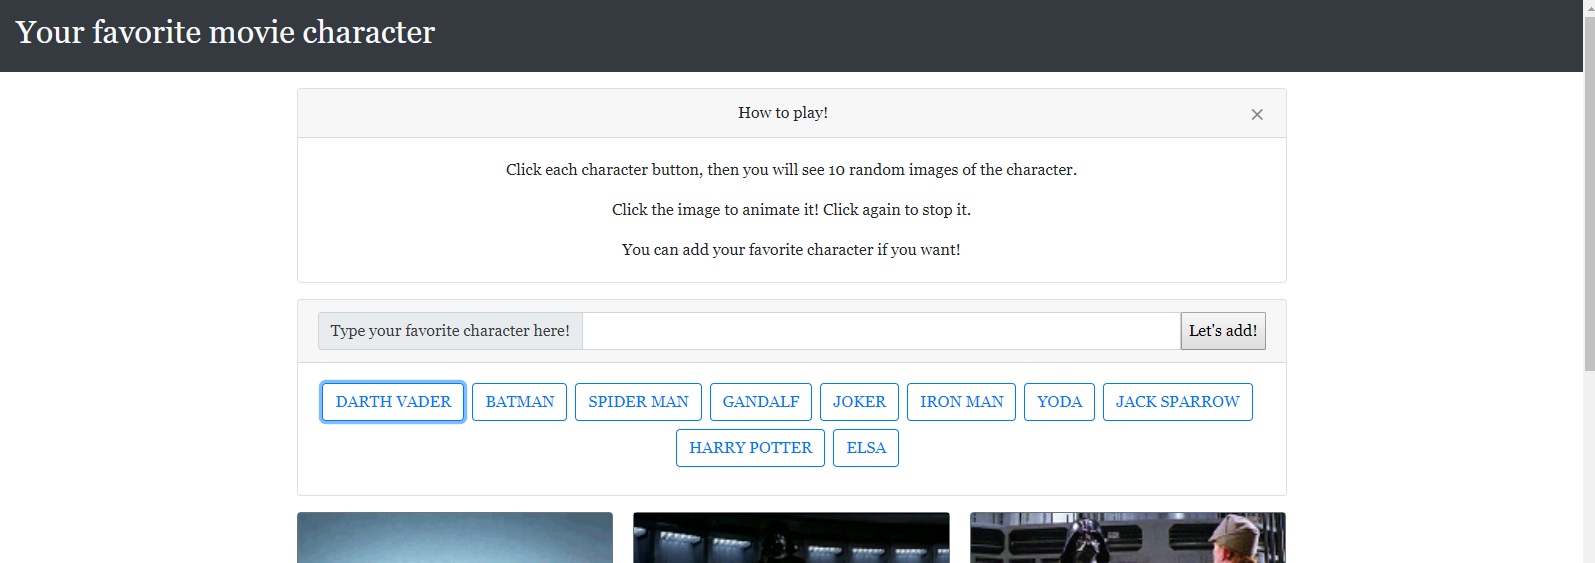 Your favorite movie character
How to play!
×
Click each character button, then you will see 10 random images of the character.
Click the image to animate it! Click again to stop it.
You can add your favorite character if you want!
Type your favorite character here! Let's add!
DARTH VADER BATMAN SPIDER MAN GANDALF JOKER IRON MAN YODA JACK SPARROW
HARRY POTTER ELSA